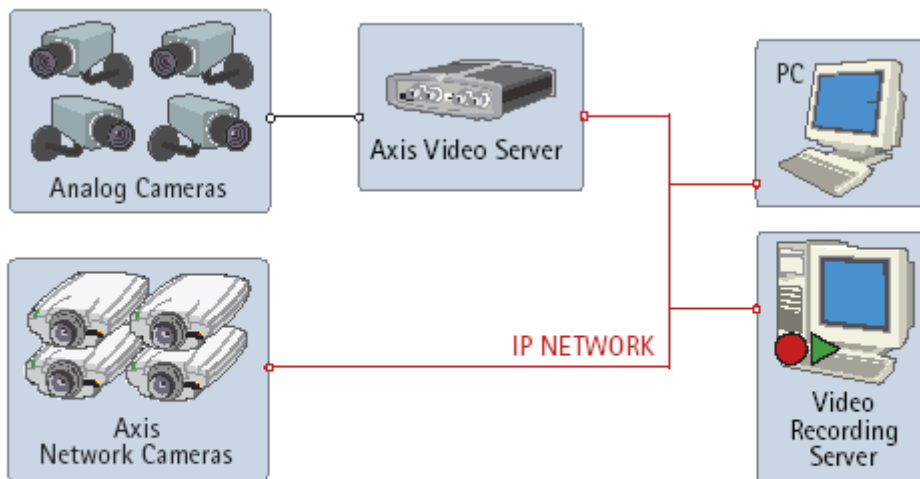 Analog Cameras
Axis Video Server
PC
Axis
Network Cameras
IP NETWORK
Video
Recording
Server